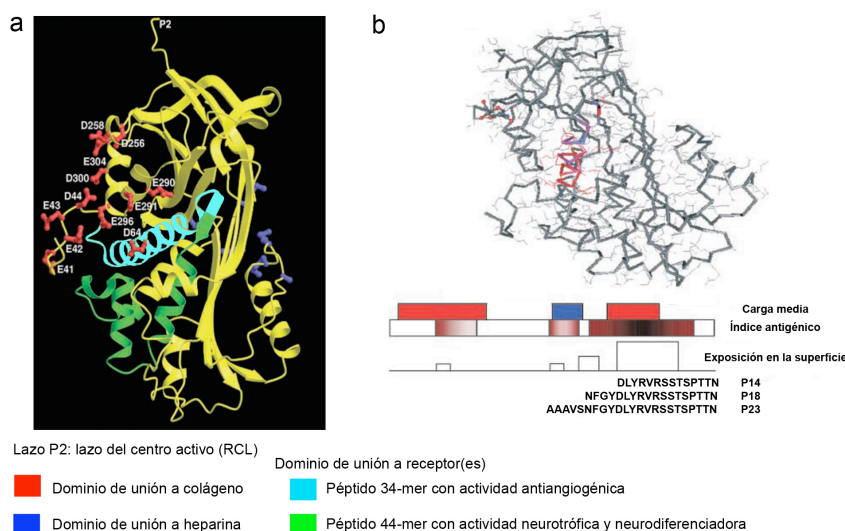 a
P2
D258
D256
E304
D300
E290
D44
E43
E291
E296
D64
E42
E41
b
Carga media
Índice antigénico
Exposición en la superficie
DLYRVRSSTSPTTN P14
NFGYDLYRVRSSTSPTTN P18
AAAVSNFGYDLYRVRSSTSPTTN P23
Lazo P2: lazo del centro activo (RCL)
Dominio de unión a receptor(es)
Dominio de unión a colágeno
Péptido 34-mer con actividad antiangiogénica
Dominio de unión a heparina
Péptido 44-mer con actividad neurotrófica y neurodiferenciadora